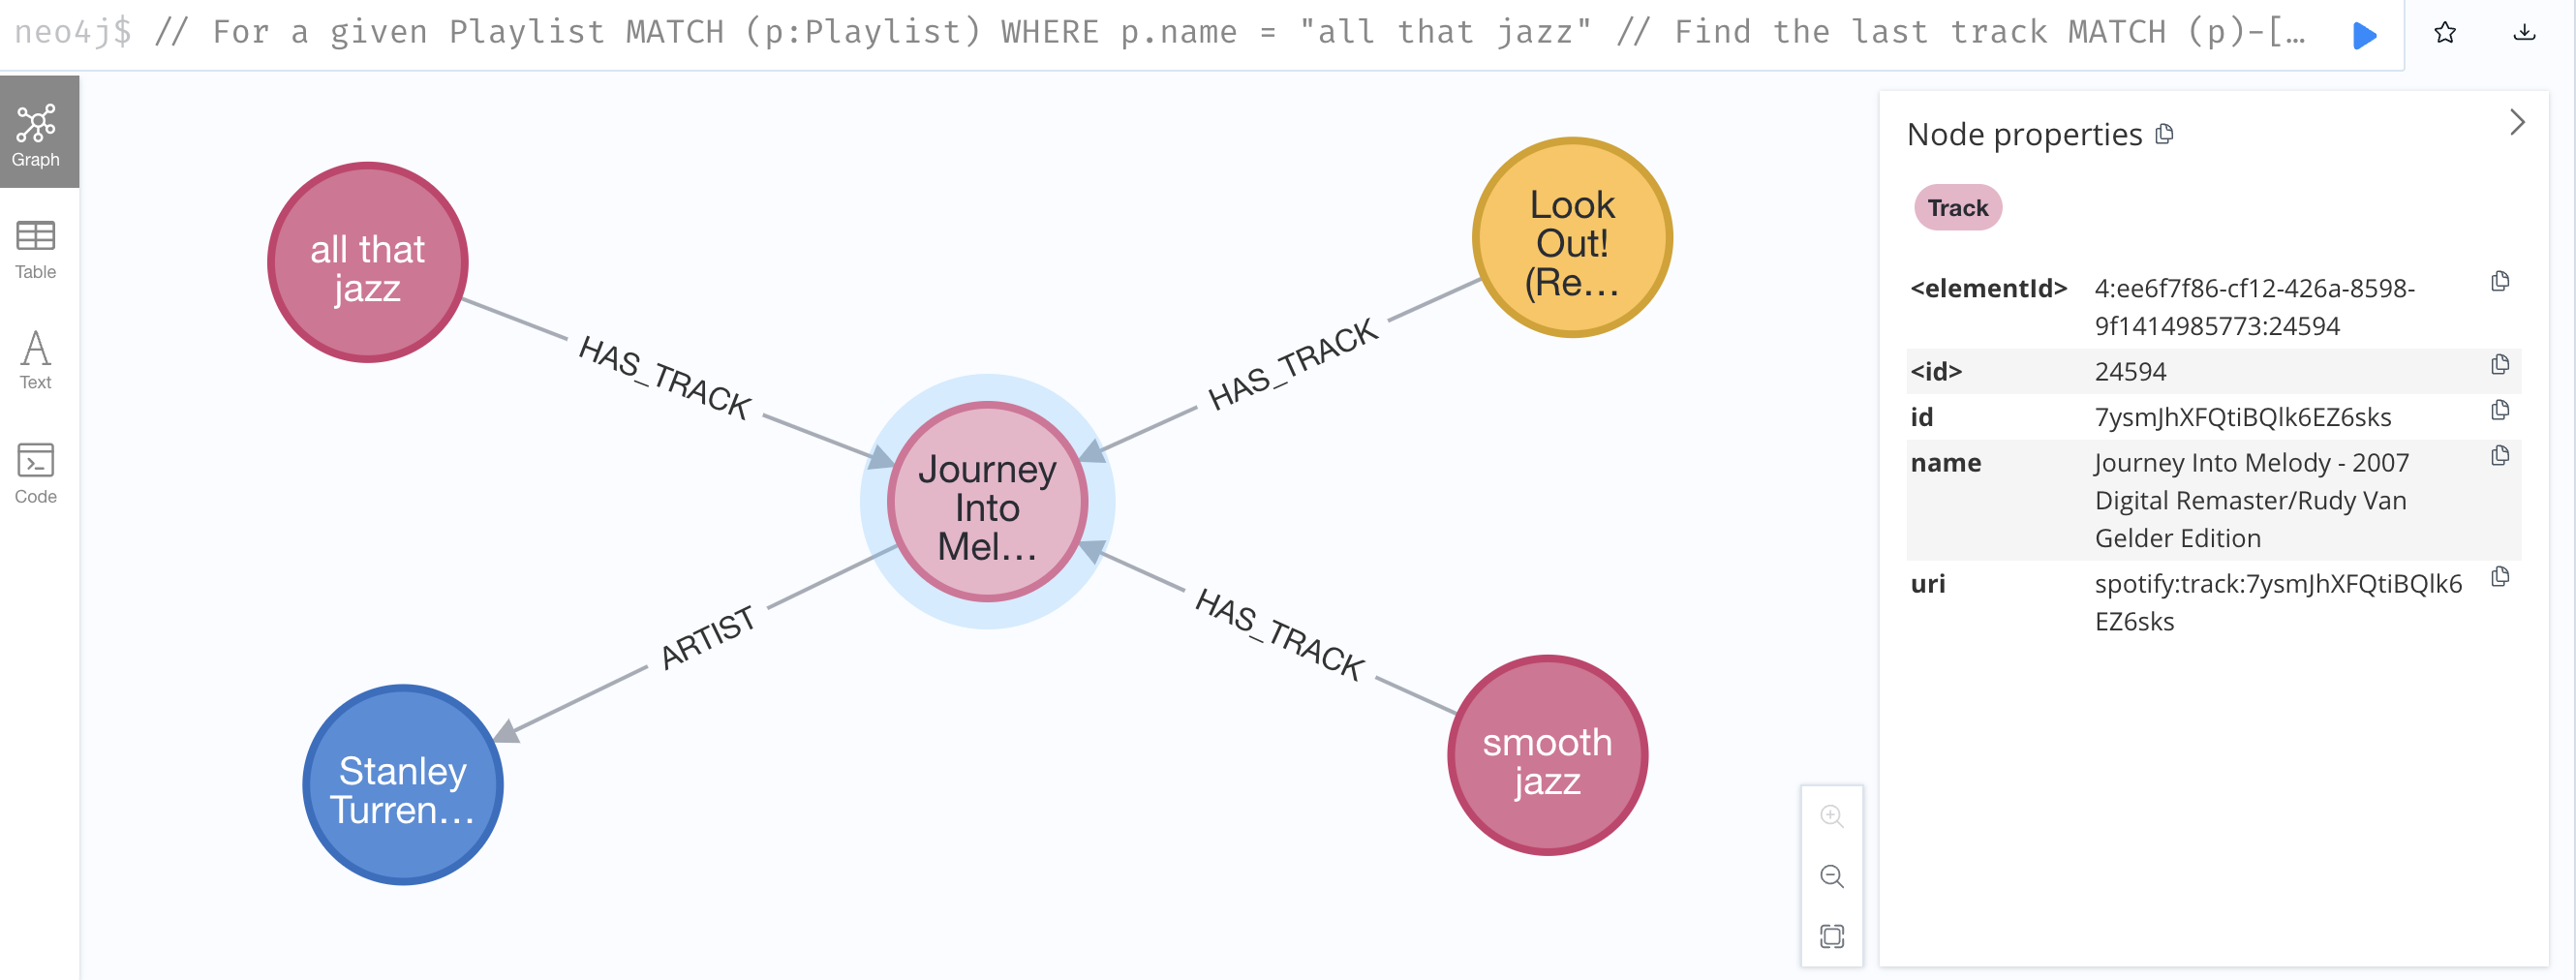 neo4j$ // For a given Playlist MATCH (p:Playlist) WHERE p.name = "all that jazz" // Find the last track MATCH (p)-[…
Graph
Table
Text
Code
all that
jazz
Look
Out!
(Re…
HAS_TRACK
HAS_TRACK
Journey
Into
Mel…
ARTIST
HAS_TRACK
Stanley
Turren…
smooth
jazz
Node properties
Track
<elementId> 4:ee6f7f86-cf12-426a-8598-
9f1414985773:24594
<id> 24594
id 7ysmJhXFQtiBQlk6EZ6sks
name Journey Into Melody - 2007
Digital Remaster/Rudy Van
Gelder Edition
uri spotify:track:7ysmJhXFQtiBQlk6
EZ6sks